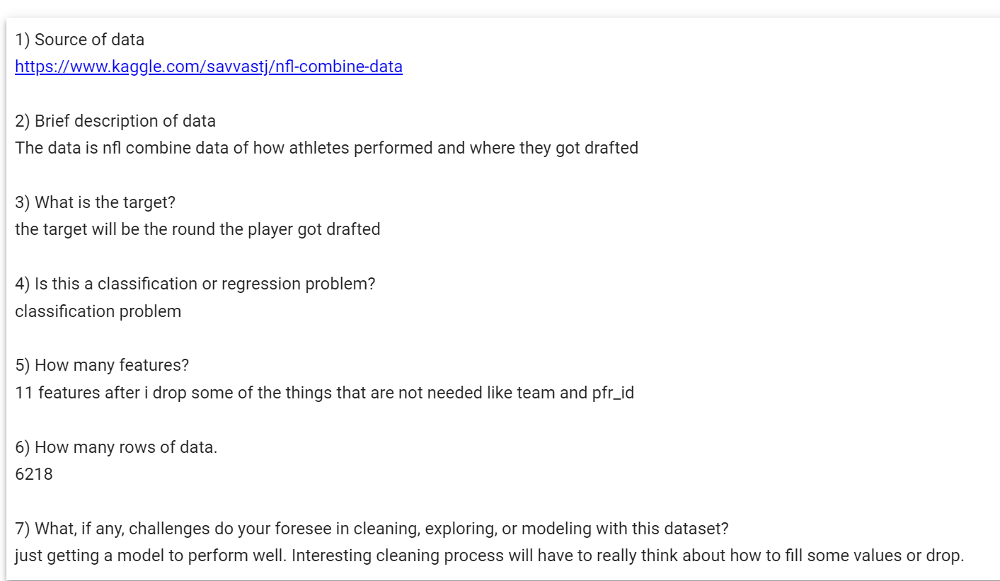 1) Source of data
https://www.kaggle.com/savvastj/nfl-combine-data
2) Brief description of data
The data is nfl combine data of how athletes performed and where they got drafted
3) What is the target?
the target will be the round the player got drafted
4) Is this a classification or regression problem?
classification problem
5) How many features?
11 features after i drop some of the things that are not needed like team and pfr_id
6) How many rows of data.
6218
7) What, if any, challenges do your foresee in cleaning, exploring, or modeling with this dataset?
just getting a model to perform well. Interesting cleaning process will have to really think about how to fill some values or drop.